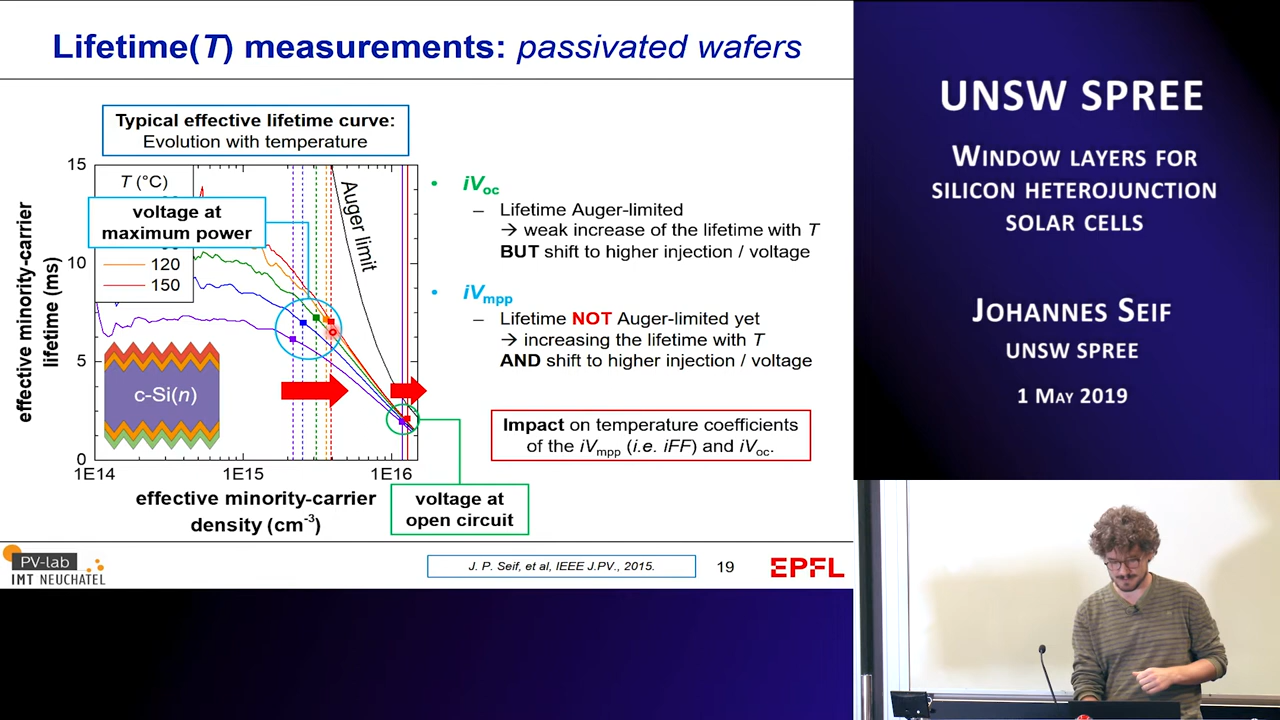 Lifetime(T) measurements: passivated wafers
Typical effective lifetime curve:
Evolution with temperature
15
10
5
0
effective minority-carrier
lifetime (ms)
T (°C)
voltage at
maximum power
120
150
Auger limit
c-Si(n)
1E14
1E15
1E16
effective minority-carrier
density (cm-3)
voltage at
open circuit
• iVoc
– Lifetime Auger-limited
→ weak increase of the lifetime with T
BUT shift to higher injection / voltage
• iVmpp
– Lifetime NOT Auger-limited yet
→ increasing the lifetime with T
AND shift to higher injection / voltage
Impact on temperature coefficients
of the iVmpp (i.e. iFF) and iVoc.
PV-lab
IMT NEUCHATEL
J. P. Seif, et al, IEEE J.PV., 2015.
19
EPFL
UNSW SPREE
WINDOW LAYERS FOR
SILICON HETEROJUNCTION
SOLAR CELLS
JOHANNES SEIF
UNSW SPREE
1 MAY 2019